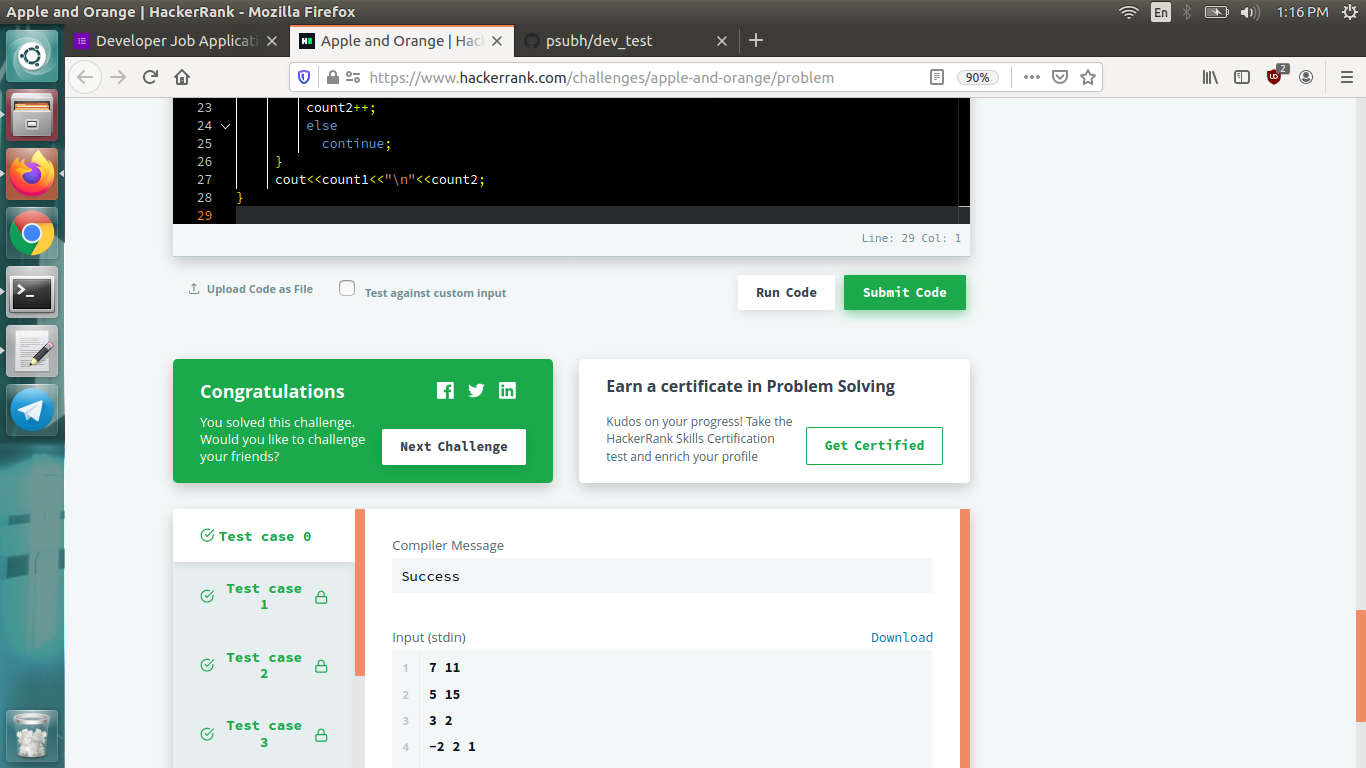 Apple and Orange | HackerRank - Mozilla Firefox
En
1:16 PM
Developer Job Applicati
Apple and Orange | Hac
psubh/dev_test
https://www.hackerrank.com/challenges/apple-and-orange/problem
90%
2
23 count2++;
24 else
25 continue;
26 }
27 cout<<count1<<"\n"<<count2;
28 }
29
Line: 29 Col: 1
Upload Code as File
Test against custom input
Run Code
Submit Code
Congratulations
You solved this challenge.
Would you like to challenge
your friends?
Next Challenge
Earn a certificate in Problem Solving
Kudos on your progress! Take the
HackerRank Skills Certification
test and enrich your profile
Get Certified
Test case 0
Test case
1
Test case
2
Test case
3
Compiler Message
Success
Input (stdin)
Download
1 7 11
2 5 15
3 3 2
4 -2 2 1